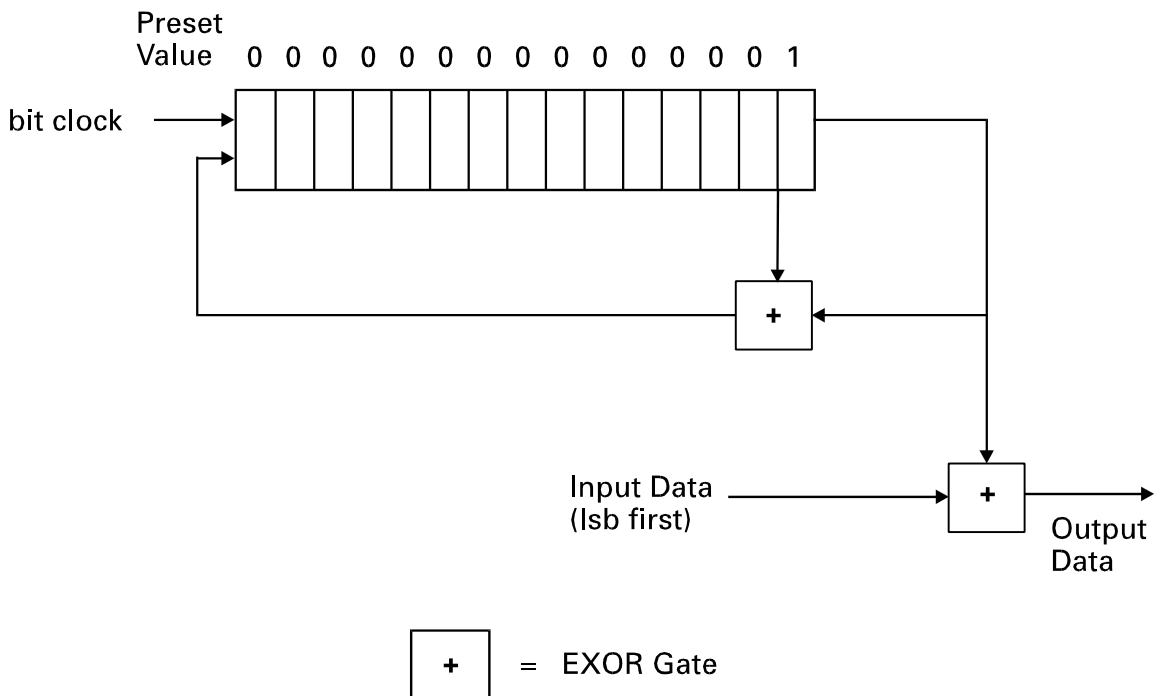 Preset
Value 0 0 0 0 0 0 0 0 0 0 0 0 0 0 1
bit clock
+
Input Data
(lsb first)
+
Output
Data
+ = EXOR Gate